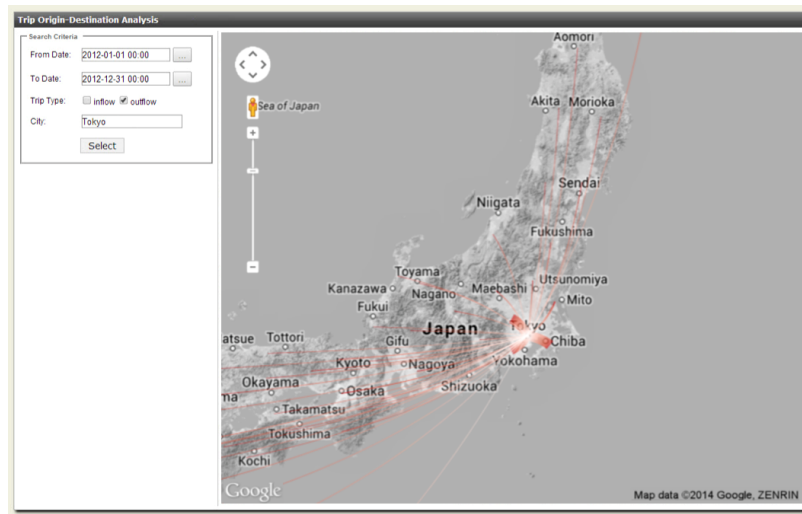 Trip Origin-Destination Analysis
Search Criteria
From Date: 2012-01-01 00:00 ...
To Date: 2012-12-31 00:00 ...
Trip Type: inflow outflow
City: Tokyo
Select
Aomori
Sea of Japan
Akita Morioka
Sendai
Niigata
Fukushima
Toyama
Utsunomiya
Kanazawa Nagano Maebashi
Mito
Fukui
Japan Tokyo
atsue Tottori Gifu Chiba
Kyoto Nagoya Yokohama
Okayama Osaka Shizuoka
ma
Takamatsu
Tokushima
Kochi
Google
Map data ©2014 Google, ZENRIN